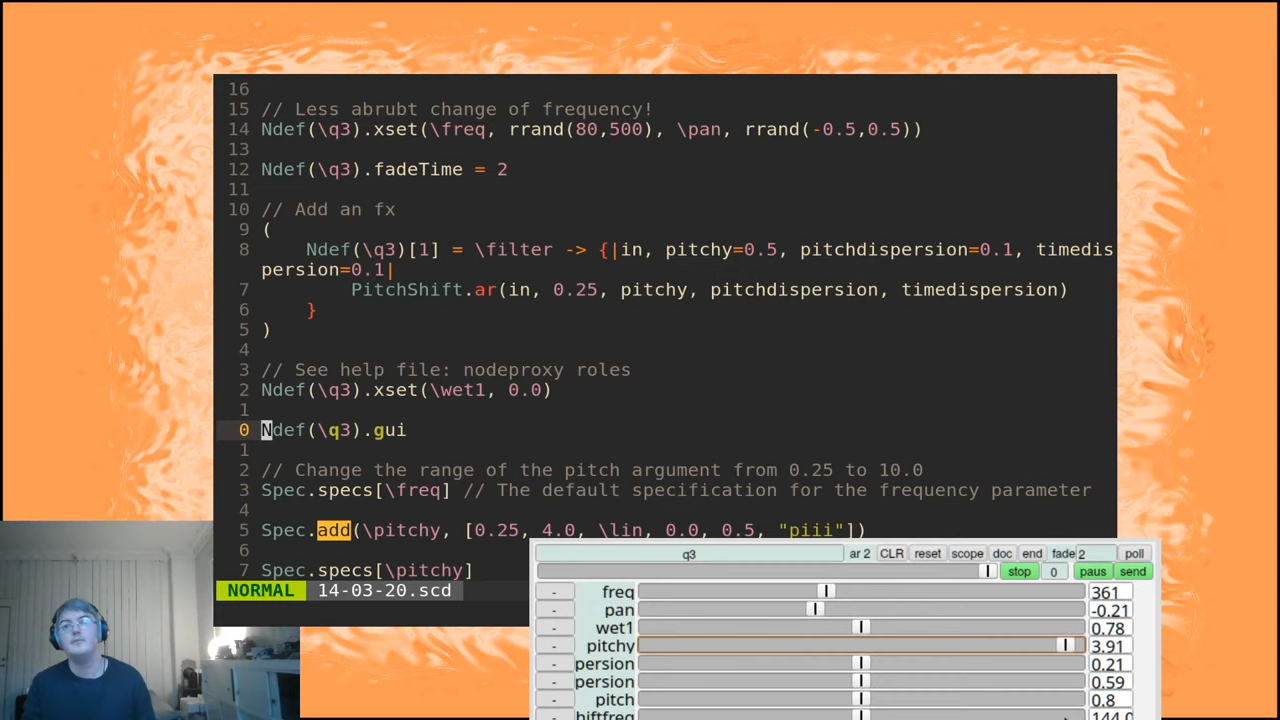 16
15 // Less abrubt change of frequency!
14 Ndef(\q3).xset(\freq, rrand(80,500), \pan, rrand(-0.5,0.5))
13
12 Ndef(\q3).fadeTime = 2
11
10 // Add an fx
9 (
8 Ndef(\q3)[1] = \filter -> {|in, pitchy=0.5, pitchdispersion=0.1, timedis
persion=0.1|
7 PitchShift.ar(in, 0.25, pitchy, pitchdispersion, timedispersion)
6 }
5 )
4
3 // See help file: nodeproxy roles
2 Ndef(\q3).xset(\wet1, 0.0)
1
0 Ndef(\q3).gui
1
2 // Change the range of the pitch argument from 0.25 to 10.0
3 Spec.specs[\freq] // The default specification for the frequency parameter
4
5 Spec.add(\pitchy, [0.25, 4.0, \lin, 0.0, 0.5, "piii"])
6
7 Spec.specs[\pitchy]
NORMAL 14-03-20.scd
q3 ar 2 CLR reset scope doc end fade 2 poll
stop 0 paus send
- freq 361
- pan -0.21
- wet1 0.78
- pitchy 3.91
- persion 0.21
- persion 0.59
- pitch 0.8
- hiftfreq 144.0